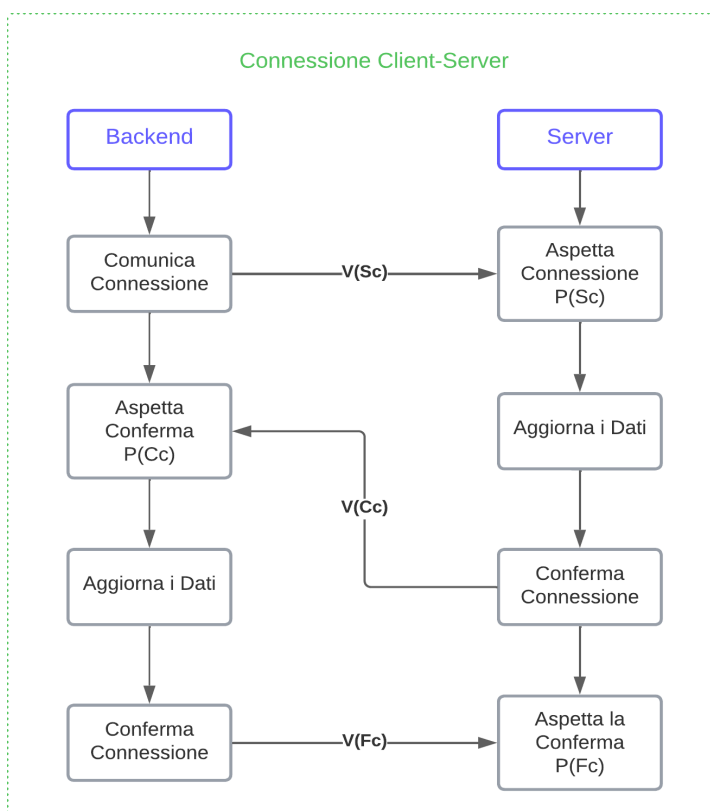 Connessione Client-Server
Backend
Server
Comunica
Connessione
V(Sc)
Aspetta
Connessione
P(Sc)
Aspetta
Conferma
P(Cc)
Aggiorna i Dati
V(Cc)
Aggiorna i Dati
Conferma
Connessione
Conferma
Connessione
V(Fc)
Aspetta la
Conferma
P(Fc)